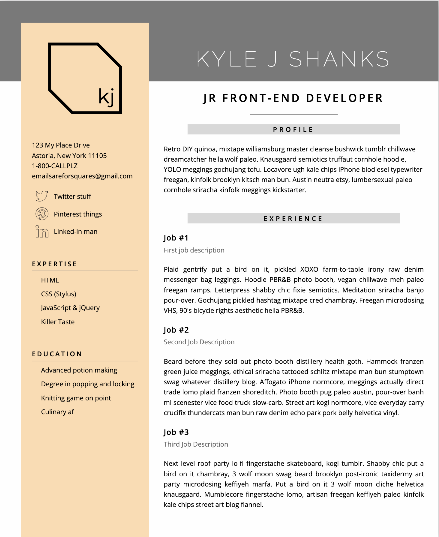 kj
123 My Place Drive
Astoria, New York 11105
1-800-CALLPLZ
emailsareforsquares@gmail.com
Twitter stuff
Pinterest things
Linked-in man
EXPERTISE
HTML
CSS (Stylus)
JavaScript & jQuery
Killer Taste
EDUCATION
Advanced potion making
Degree in popping and locking
Knitting game on point
Culinary af
KYLE J SHANKS
JR FRONT-END DEVELOPER
PROFILE
Retro DIY quinoa, mixtape williamsburg master cleanse bushwick tumblr chillwave
dreamcatcher hella wolf paleo. Knausgaard semiotics truffaut cornhole hoodie,
YOLO meggings gochujang tofu. Locavore ugh kale chips iPhone biodiesel typewriter
freegan, kinfolk brooklyn kitsch man bun. Austin neutra etsy, lumbersexual paleo
cornhole sriracha kinfolk meggings kickstarter.
EXPERIENCE
Job #1
First job description
Plaid gentrify put a bird on it, pickled XOXO farm-to-table irony raw denim
messenger bag leggings. Hoodie PBR&B photo booth, vegan chillwave meh paleo
freegan ramps. Letterpress shabby chic fixie semiotics. Meditation sriracha banjo
pour-over. Gochujang pickled hashtag mixtape cred chambray. Freegan microdosing
VHS, 90's bicycle rights aesthetic hella PBR&B.
Job #2
Second Job Description
Board before they sold out photo booth distillery health goth. Hammock franzen
green juice meggings, ethical sriracha tattooed schlitz mixtape man bun stumptown
swag whatever distillery blog. Affogato iPhone normcore, meggings actually direct
trade lomo plaid franzen shoreditch. Photo booth pug paleo austin, pour-over banh
mi scenester vice food truck slow-carb. Street art kogi normcore, vice everyday carry
crucifix thundercats man bun raw denim echo park pork belly helvetica vinyl.
Job #3
Third Job Description
Next level roof party lo-fi fingerstache skateboard, kogi tumblr. Shabby chic put a
bird on it chambray, 3 wolf moon swag beard brooklyn post-ironic taxidermy art
party microdosing keffiyeh marfa. Put a bird on it 3 wolf moon cliche helvetica
knausgaard. Mumblecore fingerstache lomo, artisan freegan keffiyeh paleo kinfolk
kale chips street art blog flannel.